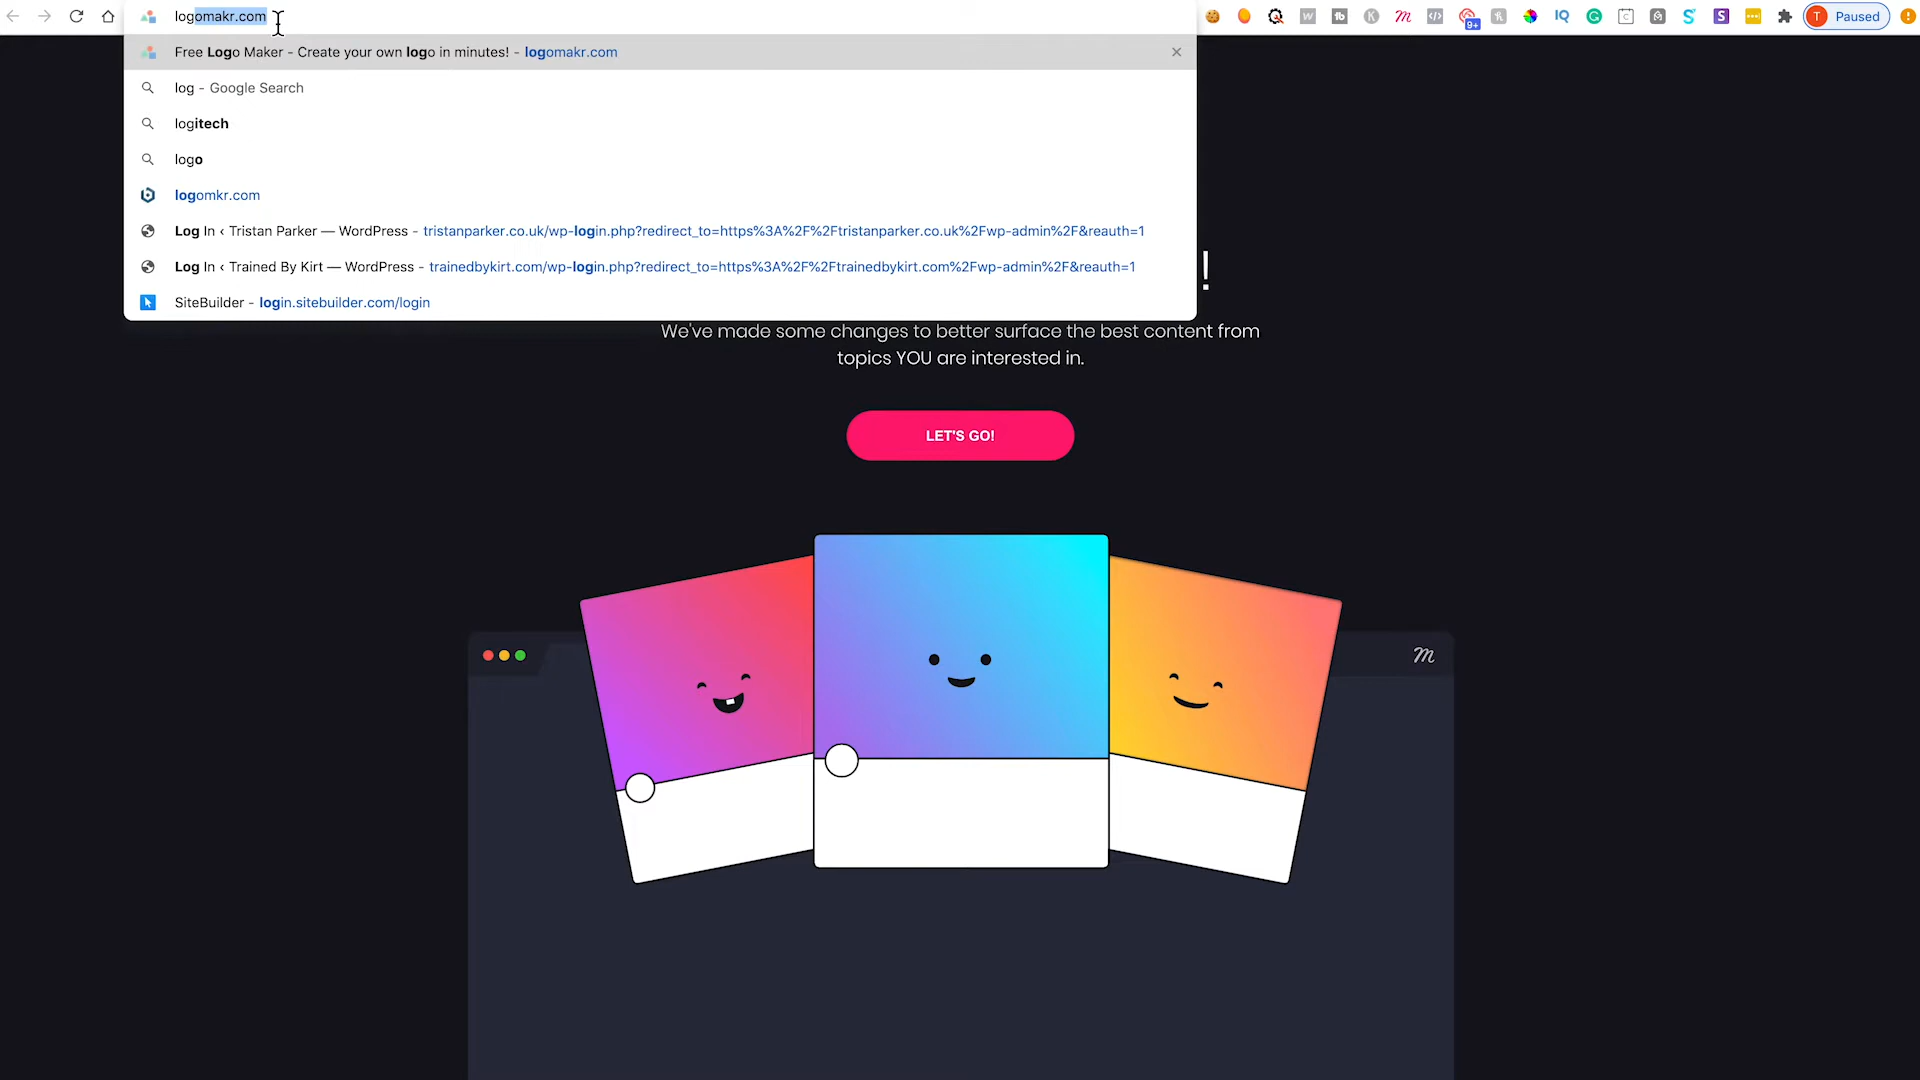 logomakr.com
Free Logo Maker - Create your own logo in minutes! - logomakr.com
log - Google Search
logitech
logo
logomkr.com
Log In ‹ Tristan Parker — WordPress - tristanparker.co.uk/wp-login.php?redirect_to=https%3A%2F%2Ftristanparker.co.uk%2Fwp-admin%2F&reauth=1
Log In ‹ Trained By Kirt — WordPress - trainedbykirt.com/wp-login.php?redirect_to=https%3A%2F%2Ftrainedbykirt.com%2Fwp-admin%2F&reauth=1
SiteBuilder - login.sitebuilder.com/login
T Paused
9+
IQ
!
We've made some changes to better surface the best content from
topics YOU are interested in.
LET'S GO!
m